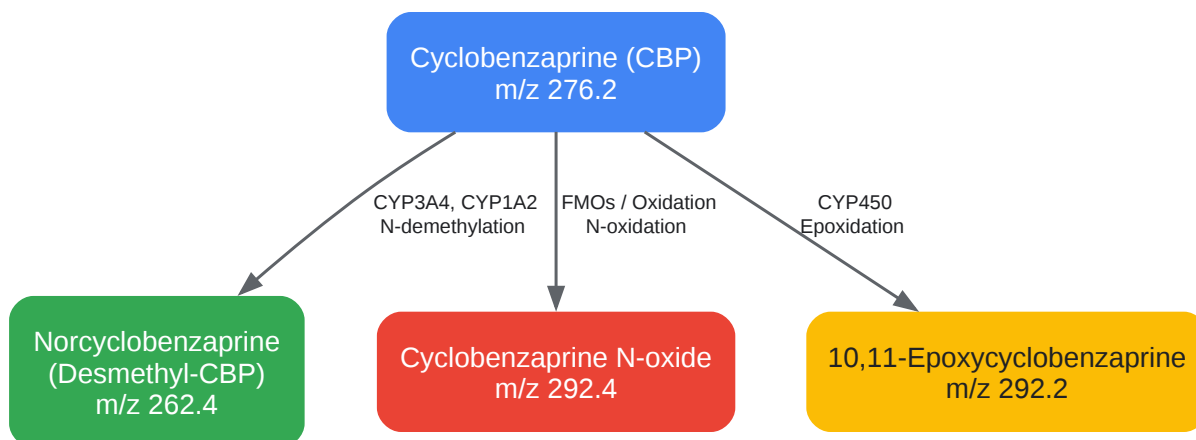 Cyclobenzaprine (CBP)
m/z 276.2
CYP3A4, CYP1A2
N-demethylation
FMOs / Oxidation
N-oxidation
CYP450
Epoxidation
Norcyclobenzaprine
(Desmethyl-CBP)
m/z 262.4
Cyclobenzaprine N-oxide
m/z 292.4
10,11-Epoxycyclobenzaprine
m/z 292.2